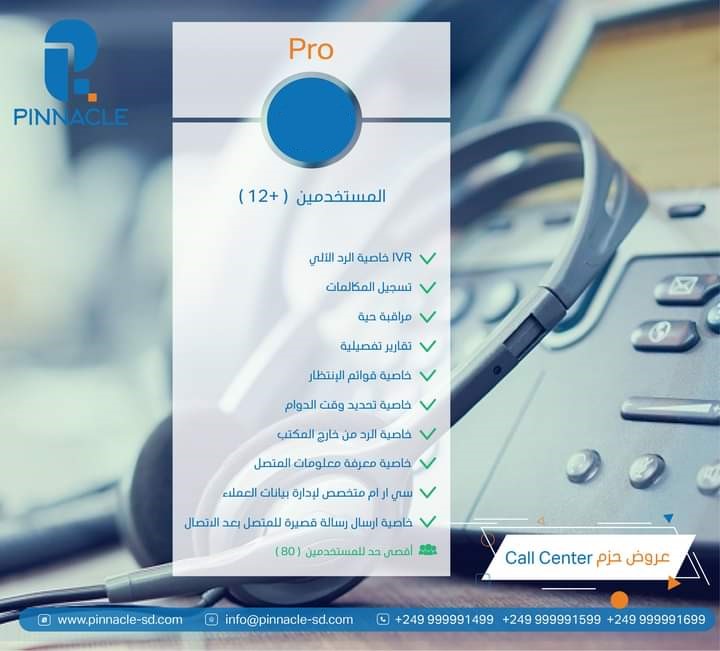 PINNACLE
Pro
المستخدمين ( +12 )
IVR خاصية الرد الآلي
تسجيل المكالمات
مراقبة حية
تقارير تفصيلية
خاصية قوائم الإنتظار
خاصية تحديد وقت الدوام
خاصية الرد من خارج المكتب
خاصية معرفة معلومات المتصل
سي ار ام متخصص لإدارة بيانات العملاء
خاصية ارسال رسالة قصيرة للمتصل بعد الاتصال
أقصى حد للمستخدمين ( 80 )
عروض حزم Call Center
www.pinnacle-sd.com info@pinnacle-sd.com +249 999991499 +249 999991599 +249 999991699